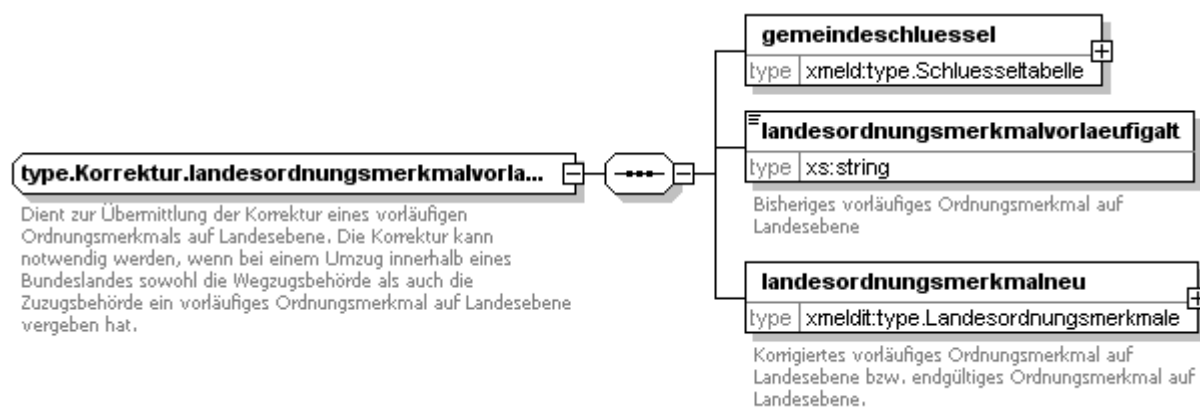 type.Korrektur.landesordnungsmerkmalvorla...
Dient zur Übermittlung der Korrektur eines vorläufigen
Ordnungsmerkmals auf Landesebene. Die Korrektur kann
notwendig werden, wenn bei einem Umzug innerhalb eines
Bundeslandes sowohl die Wegzugsbehörde als auch die
Zuzugsbehörde ein vorläufiges Ordnungsmerkmal auf Landesebene
vergeben hat.
gemeindeschluessel
type xmeld:type.Schluesseltabelle
landesordnungsmerkmalvorlaeufigalt
type xs:string
Bisheriges vorläufiges Ordnungsmerkmal auf
Landesebene
landesordnungsmerkmalneu
type xmeldit:type.Landesordnungsmerkmale
Korrigiertes vorläufiges Ordnungsmerkmal auf
Landesebene bzw. endgültiges Ordnungsmerkmal auf
Landesebene.